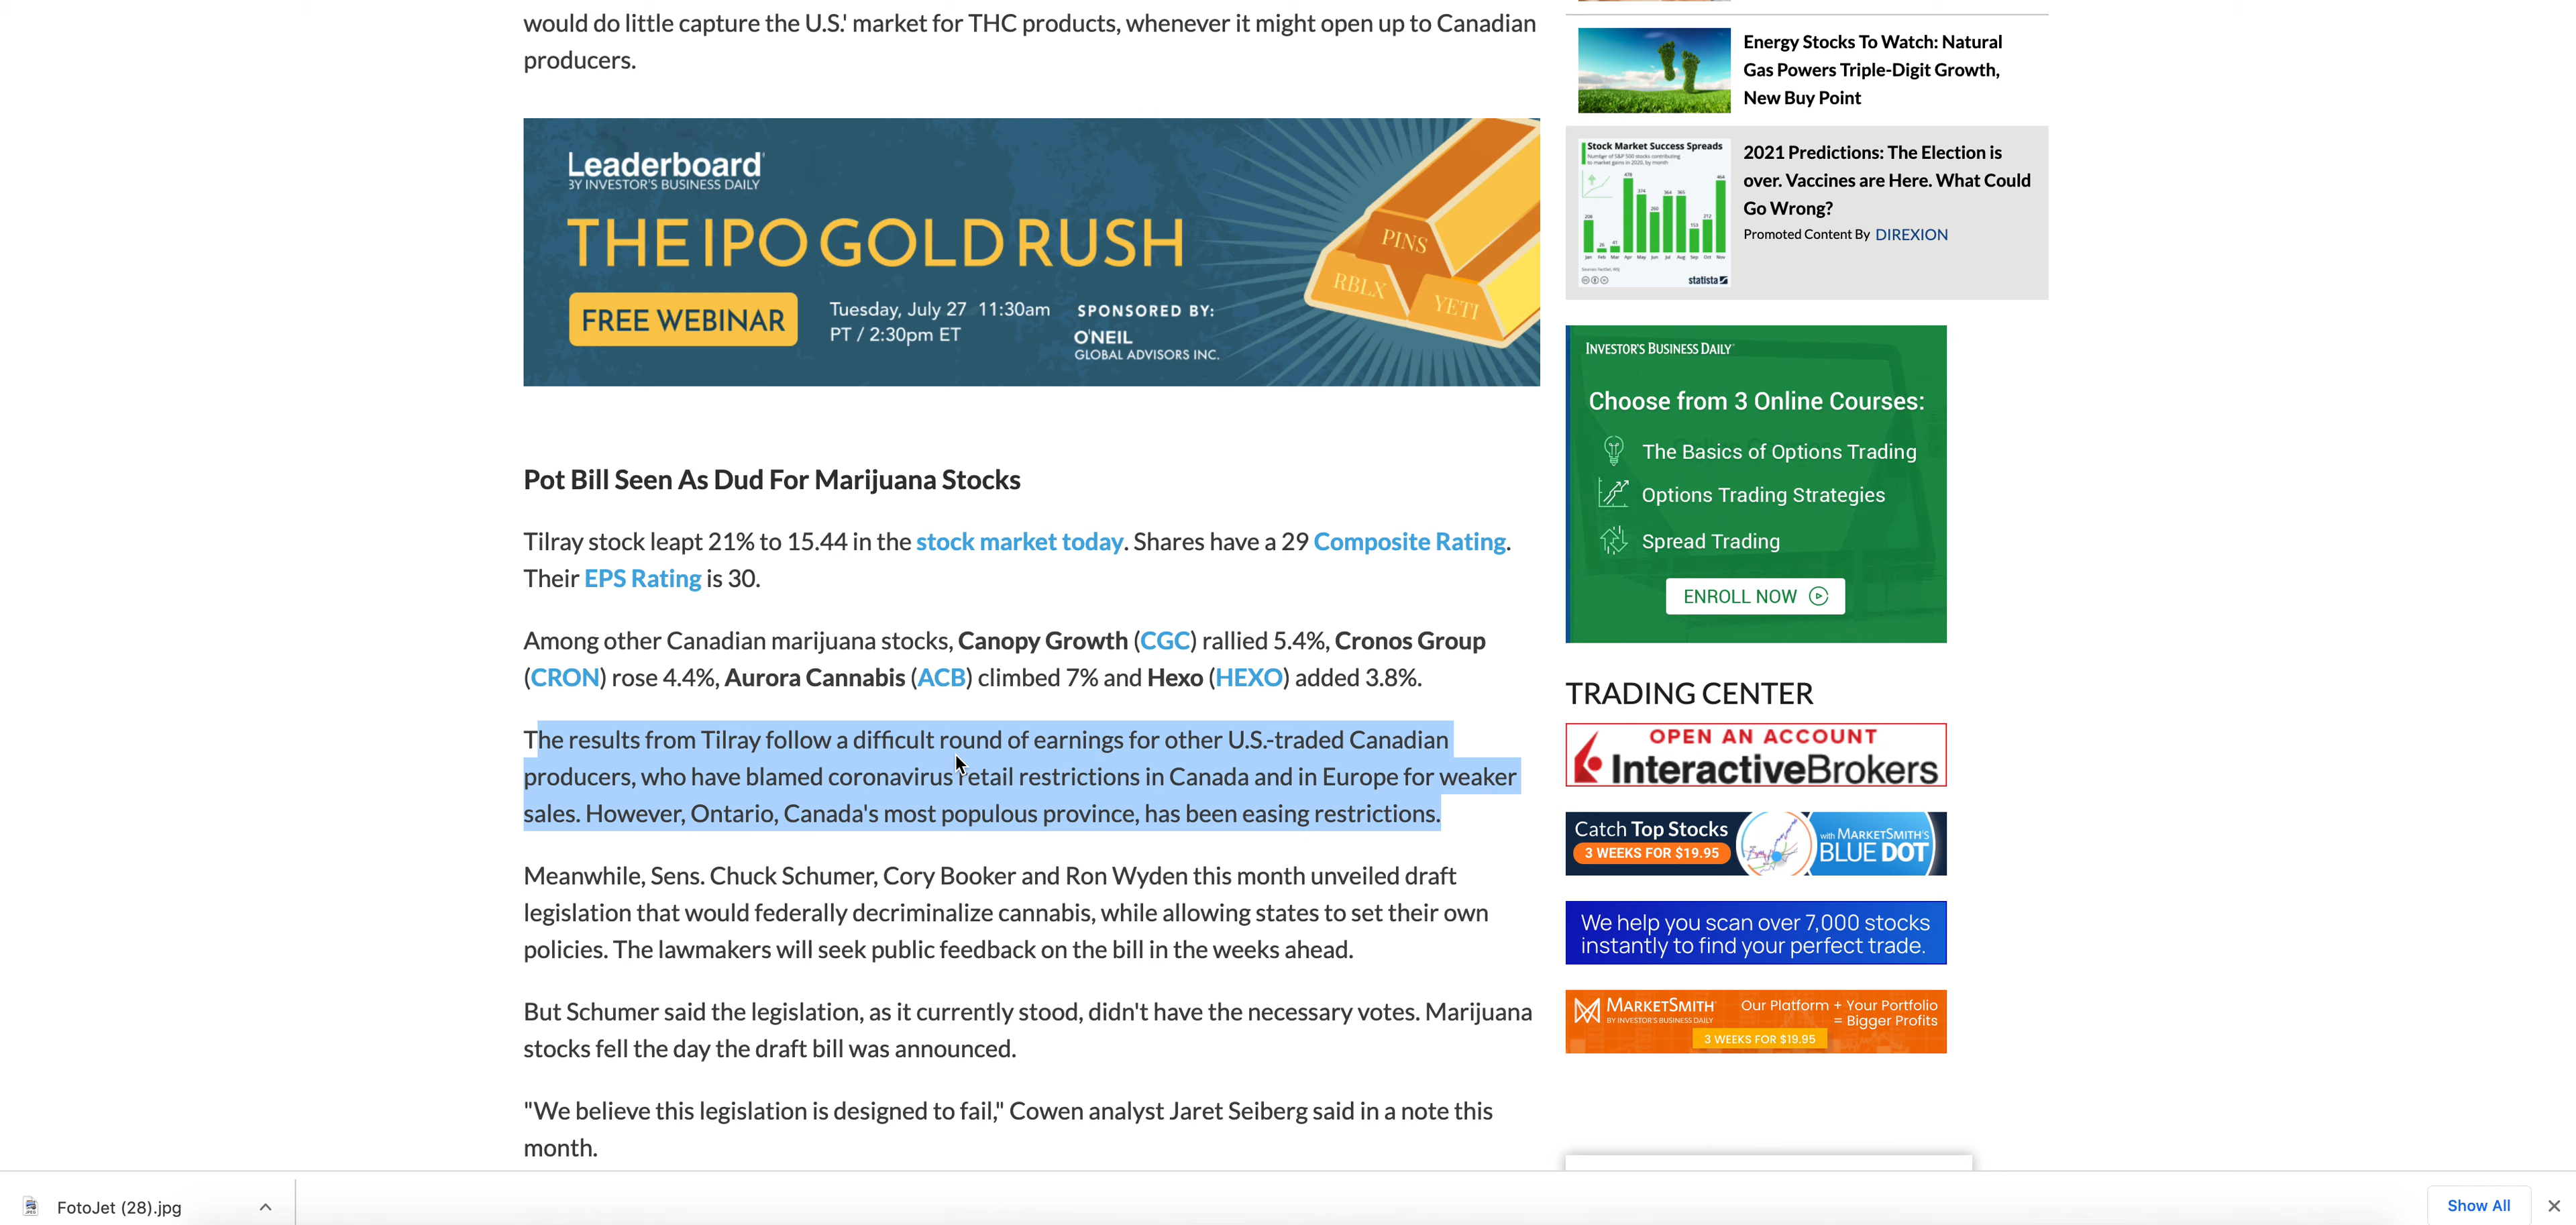 would do little capture the U.S.' market for THC products, whenever it might open up to Canadian
producers.
Leaderboard
BY INVESTOR'S BUSINESS DAILY
THE IPO GOLD RUSH
FREE WEBINAR
Tuesday, July 27 11:30am
PT / 2:30pm ET
SPONSORED BY:
O'NEIL
GLOBAL ADVISORS INC.
PINS
RBLX
YETI
Pot Bill Seen As Dud For Marijuana Stocks
Tilray stock leapt 21% to 15.44 in the stock market today. Shares have a 29 Composite Rating.
Their EPS Rating is 30.
Among other Canadian marijuana stocks, Canopy Growth (CGC) rallied 5.4%, Cronos Group
(CRON) rose 4.4%, Aurora Cannabis (ACB) climbed 7% and Hexo (HEXO) added 3.8%.
The results from Tilray follow a difficult round of earnings for other U.S.-traded Canadian
producers, who have blamed coronavirus retail restrictions in Canada and in Europe for weaker
sales. However, Ontario, Canada's most populous province, has been easing restrictions.
Meanwhile, Sens. Chuck Schumer, Cory Booker and Ron Wyden this month unveiled draft
legislation that would federally decriminalize cannabis, while allowing states to set their own
policies. The lawmakers will seek public feedback on the bill in the weeks ahead.
But Schumer said the legislation, as it currently stood, didn't have the necessary votes. Marijuana
stocks fell the day the draft bill was announced.
"We believe this legislation is designed to fail," Cowen analyst Jaret Seiberg said in a note this
month.
Energy Stocks To Watch: Natural
Gas Powers Triple-Digit Growth,
New Buy Point
Stock Market Success Spreads
Number of S&P 500 stocks contributing
to market gains in 2020, by month
statista
2021 Predictions: The Election is
over. Vaccines are Here. What Could
Go Wrong?
Promoted Content By DIREXION
INVESTOR'S BUSINESS DAILY
Choose from 3 Online Courses:
The Basics of Options Trading
Options Trading Strategies
Spread Trading
ENROLL NOW
TRADING CENTER
OPEN AN ACCOUNT
InteractiveBrokers
Catch Top Stocks
3 WEEKS FOR $19.95
with MARKETSMITH'S
BLUE DOT
We help you scan over 7,000 stocks
instantly to find your perfect trade.
MARKETSMITH
BY INVESTOR'S BUSINESS DAILY
Our Platform + Your Portfolio
= Bigger Profits
3 WEEKS FOR $19.95
FotoJet (28).jpg
Show All